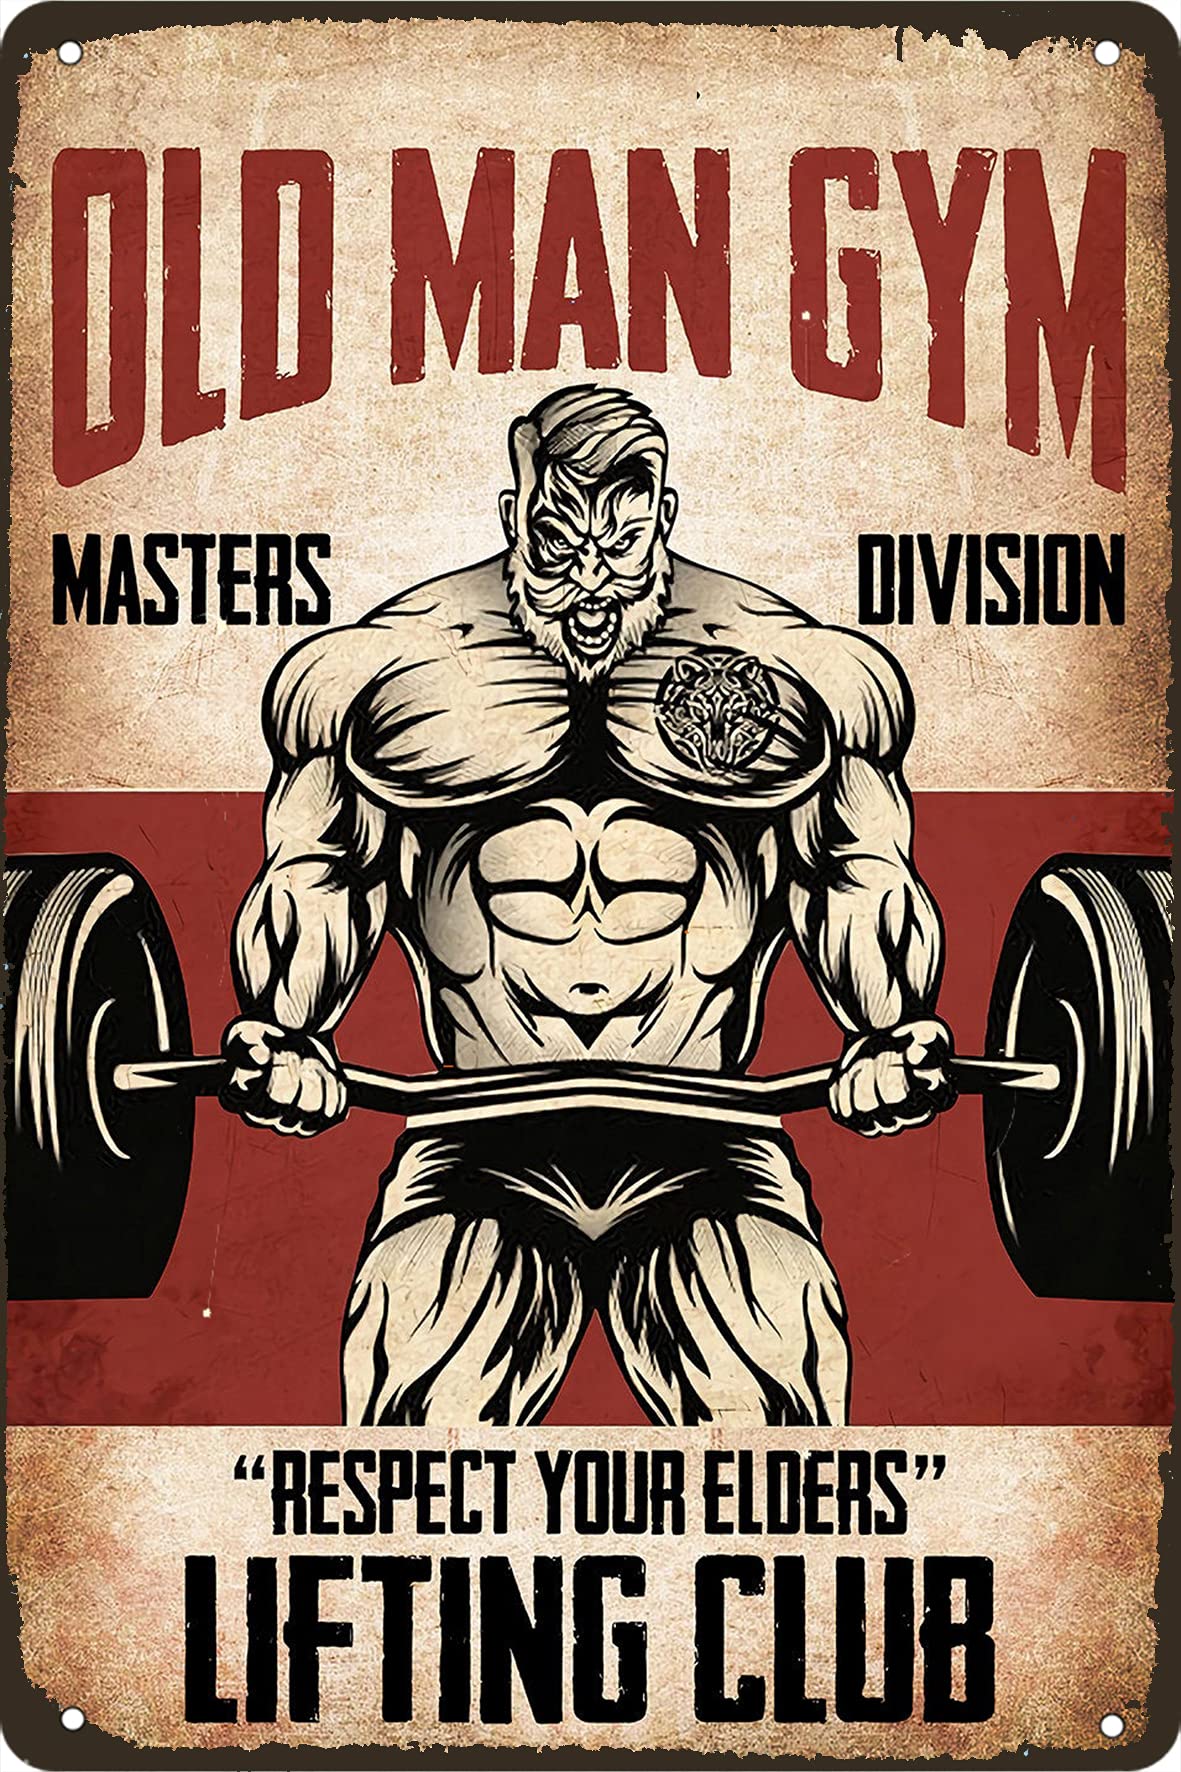 OLD MAN GYM
MASTERS DIVISION
“RESPECT YOUR ELDERS”
LIFTING CLUB